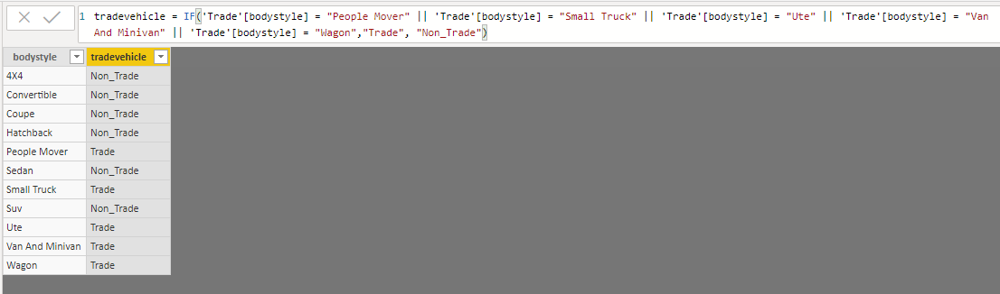 1 tradevehicle = IF('Trade'[bodystyle] = "People Mover" || 'Trade'[bodystyle] = "Small Truck" || 'Trade'[bodystyle] = "Ute" || 'Trade'[bodystyle] = "Van
And Minivan" || 'Trade'[bodystyle] = "Wagon","Trade", "Non_Trade")
bodystyle tradevehicle
4X4 Non_Trade
Convertible Non_Trade
Coupe Non_Trade
Hatchback Non_Trade
People Mover Trade
Sedan Non_Trade
Small Truck Trade
Suv Non_Trade
Ute Trade
Van And Minivan Trade
Wagon Trade